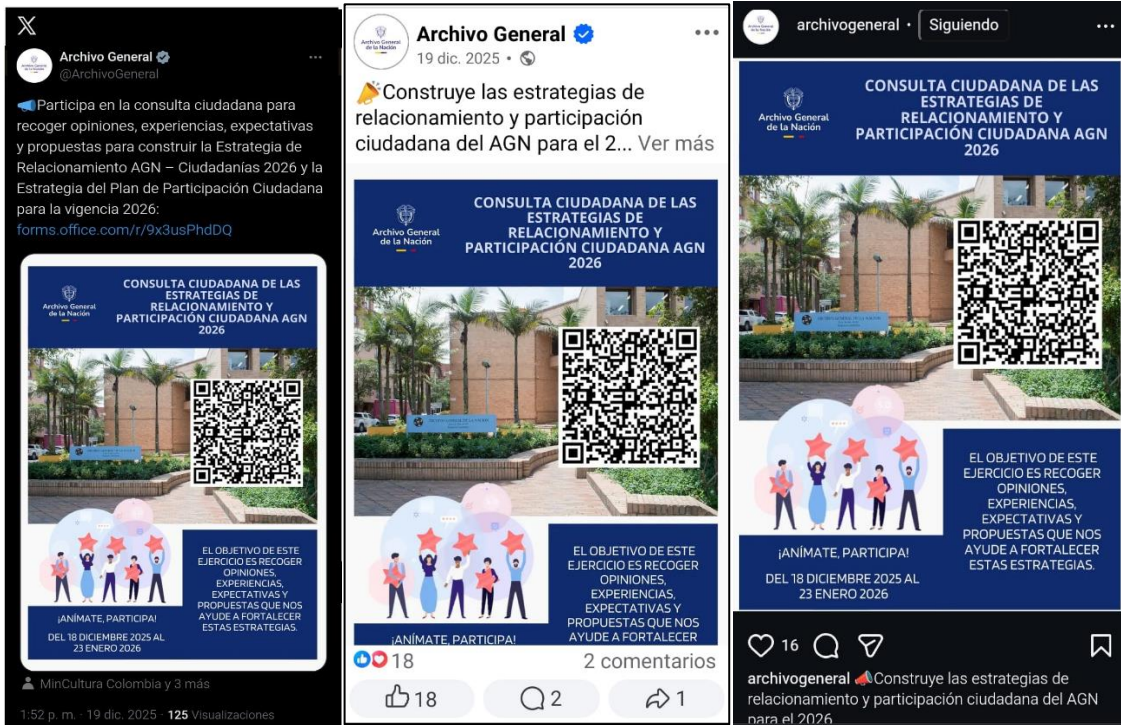 Archivo General
@ArchivoGeneral
📣Participa en la consulta ciudadana para
recoger opiniones, experiencias, expectativas
y propuestas para construir la Estrategia de
Relacionamiento AGN – Ciudadanías 2026 y la
Estrategia del Plan de Participación Ciudadana
para la vigencia 2026:
forms.office.com/r/9x3usPhdDQ
Archivo General
de la Nación
CONSULTA CIUDADANA DE LAS
ESTRATEGIAS DE
RELACIONAMIENTO Y
PARTICIPACIÓN CIUDADANA AGN
2026
¡ANÍMATE, PARTICIPA!
DEL 18 DICIEMBRE 2025 AL
23 ENERO 2026
EL OBJETIVO DE ESTE
EJERCICIO ES RECOGER
OPINIONES,
EXPERIENCIAS,
EXPECTATIVAS Y
PROPUESTAS QUE NOS
AYUDE A FORTALECER
ESTAS ESTRATEGIAS.
MinCultura Colombia y 3 más
1:52 p. m. · 19 dic. 2025 · 125 Visualizaciones
Archivo General
de la Nación
Archivo General
19 dic. 2025 •
📣Construye las estrategias de
relacionamiento y participación
ciudadana del AGN para el 2... Ver más
Archivo General
de la Nación
CONSULTA CIUDADANA DE LAS
ESTRATEGIAS DE
RELACIONAMIENTO Y
PARTICIPACIÓN CIUDADANA AGN
2026
¡ANÍMATE, PARTICIPA!
EL OBJETIVO DE ESTE
EJERCICIO ES RECOGER
OPINIONES,
EXPERIENCIAS,
EXPECTATIVAS Y
PROPUESTAS QUE NOS
AYUDE A FORTALECER
18
2 comentarios
18
2
1
archivogeneral • Siguiendo
Archivo General
de la Nación
CONSULTA CIUDADANA DE LAS
ESTRATEGIAS DE
RELACIONAMIENTO Y
PARTICIPACIÓN CIUDADANA AGN
2026
¡ANÍMATE, PARTICIPA!
DEL 18 DICIEMBRE 2025 AL
23 ENERO 2026
EL OBJETIVO DE ESTE
EJERCICIO ES RECOGER
OPINIONES,
EXPERIENCIAS,
EXPECTATIVAS Y
PROPUESTAS QUE NOS
AYUDE A FORTALECER
ESTAS ESTRATEGIAS.
16
archivogeneral 📣Construye las estrategias de
relacionamiento y participación ciudadana del AGN
para el 2026